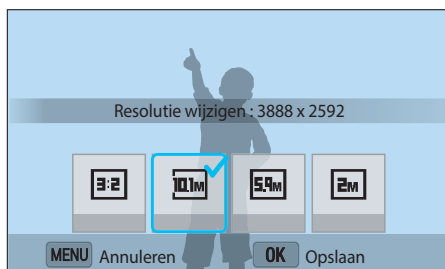 Resolutie wijzigen : 3888 x 2592
3:2 10.1M 5.9M 2M
MENU Annuleren OK Opslaan